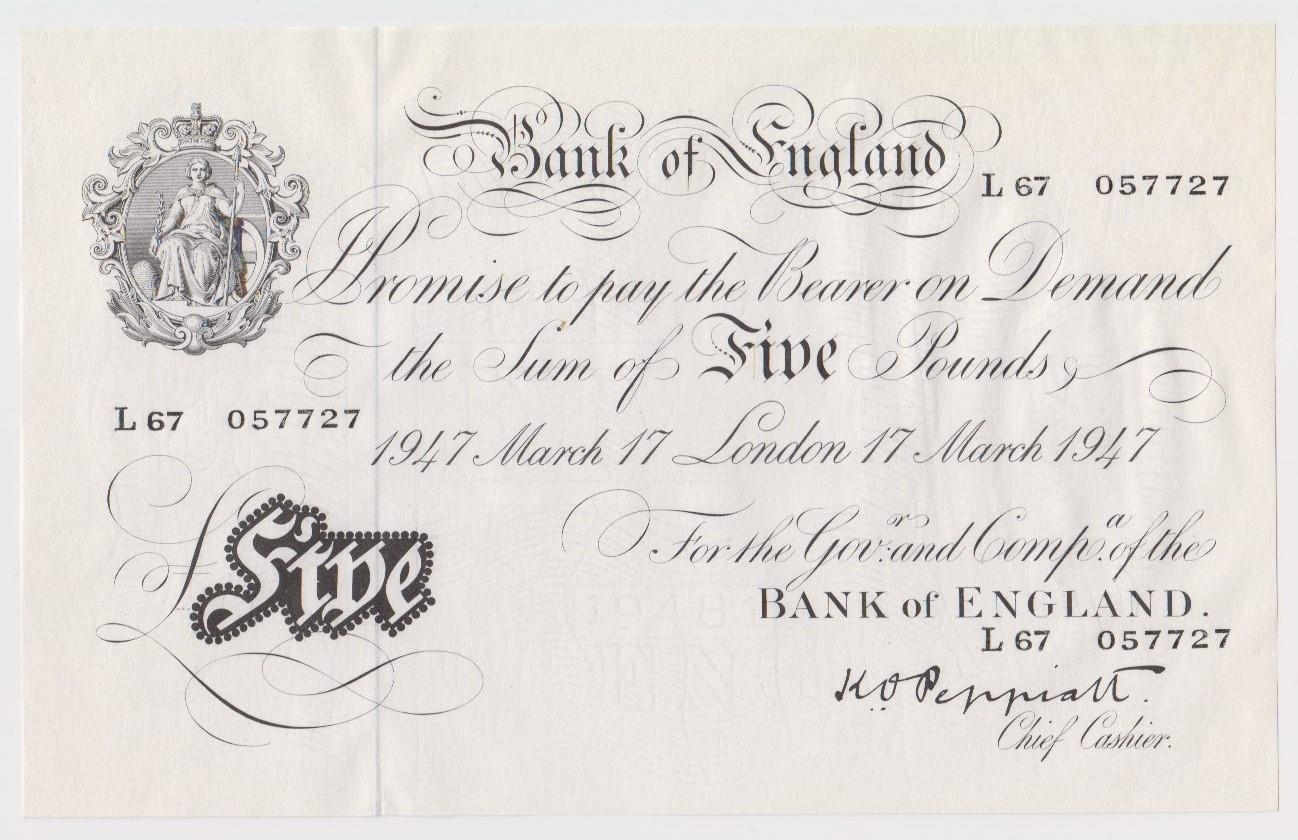 Bank of England
L 67 057727
I Promise to pay the Bearer on Demand
the Sum of Five Pounds
L 67 057727
1947 March 17 London 17 March 1947
For the Gov.r and Comp.a of the
BANK of ENGLAND.
L 67 057727
£ Five
K.O Peppiatt.
Chief Cashier.